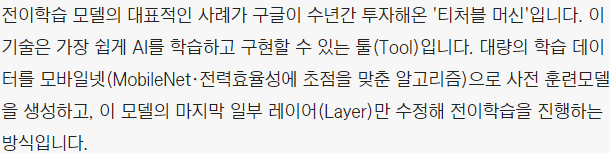 전이학습 모델의 대표적인 사례가 구글이 수년간 투자해온 '티처블 머신'입니다. 이
기술은 가장 쉽게 AI를 학습하고 구현할 수 있는 툴(Tool)입니다. 대량의 학습 데이
터를 모바일넷(MobileNet·전력효율성에 초점을 맞춘 알고리즘)으로 사전 훈련모델
을 생성하고, 이 모델의 마지막 일부 레이어(Layer)만 수정해 전이학습을 진행하는
방식입니다.